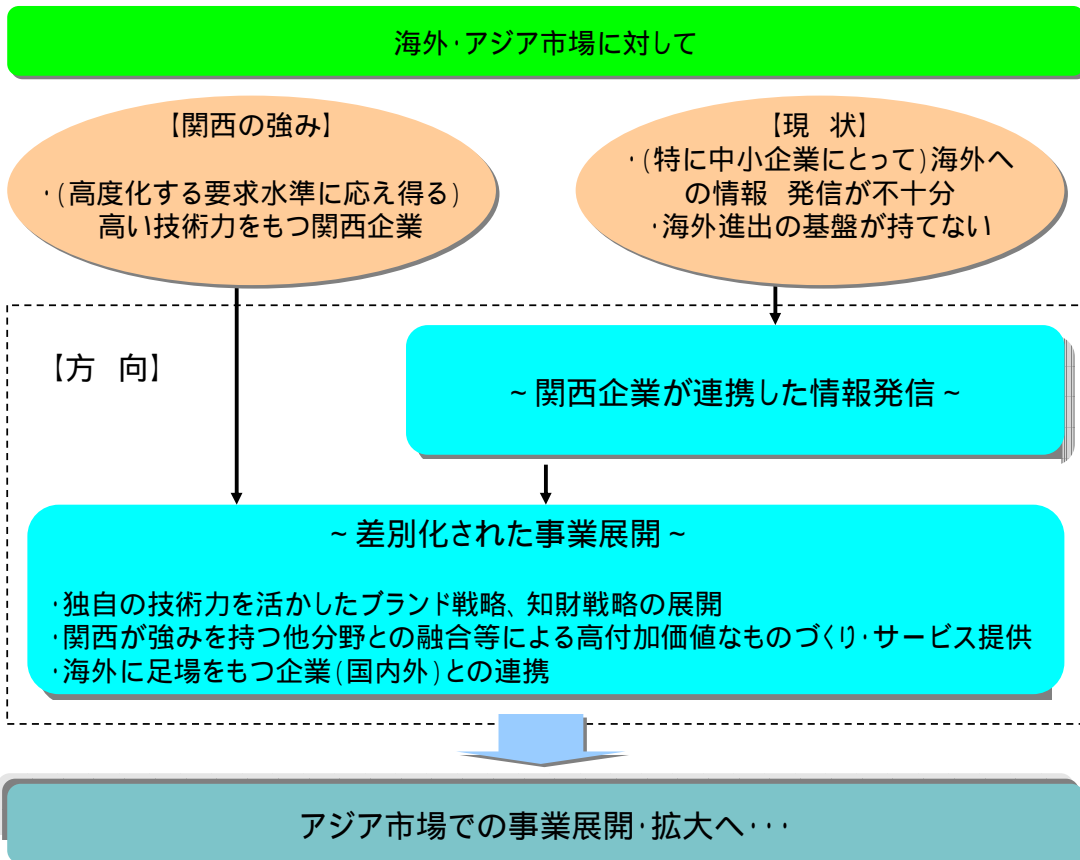 海外・アジア市場に対して
【関西の強み】
・(高度化する要求水準に応え得る)
高い技術力をもつ関西企業
【現　状】
・(特に中小企業にとって)海外へ
の情報　発信が不十分
・海外進出の基盤が持てない
【方　向】
~ 関西企業が連携した情報発信 ~
~ 差別化された事業展開 ~
・独自の技術力を活かしたブランド戦略、知財戦略の展開
・関西が強みを持つ他分野との融合等による高付加価値なものづくり・サービス提供
・海外に足場をもつ企業(国内外)との連携
アジア市場での事業展開・拡大へ・・・